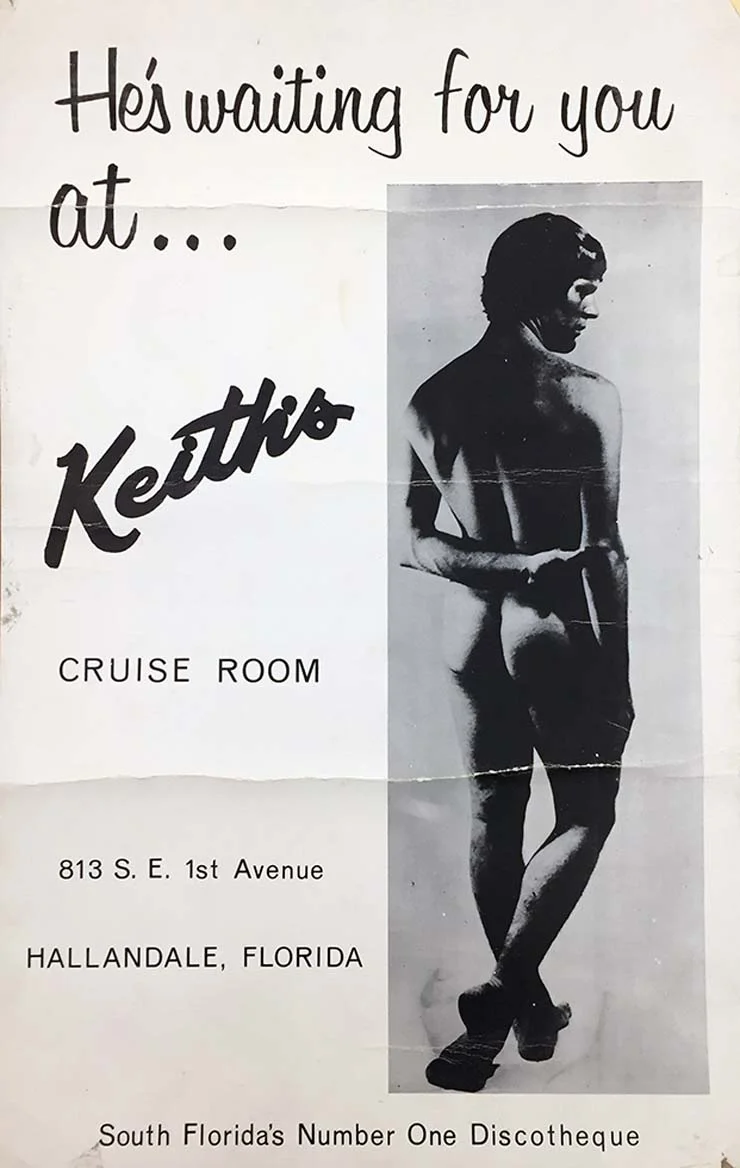 He's waiting for you
at...
Keith's
CRUISE ROOM
813 S. E. 1st Avenue
HALLANDALE, FLORIDA
South Florida's Number One Discotheque